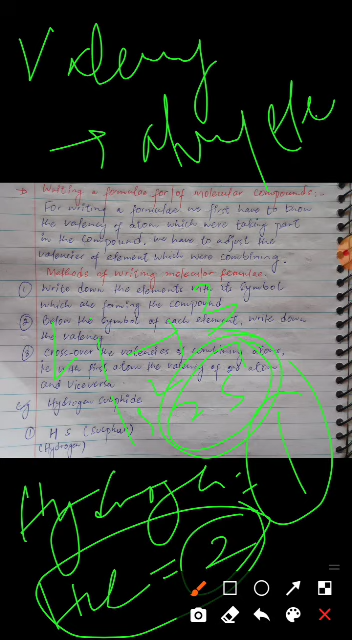 Valency
→
Writing a formulae for of molecular compounds:-
For writing a formulae we first have to know
the valency of atom which were taking part
in the compound, we have to adjust the
valencies of element which were combining.
Methods of writing molecular formulae
① Write down the elements with its symbol
which are forming the compound
② Below the symbol of each element, write down
the valency
③ Cross-over the valencies of combining atoms,
ie with first atom the valency of atom
and viceversa
eg Hydrogen sulphide
① H S (Sulphur)
(Hydrogen)
Hydrogen = 1
= 2